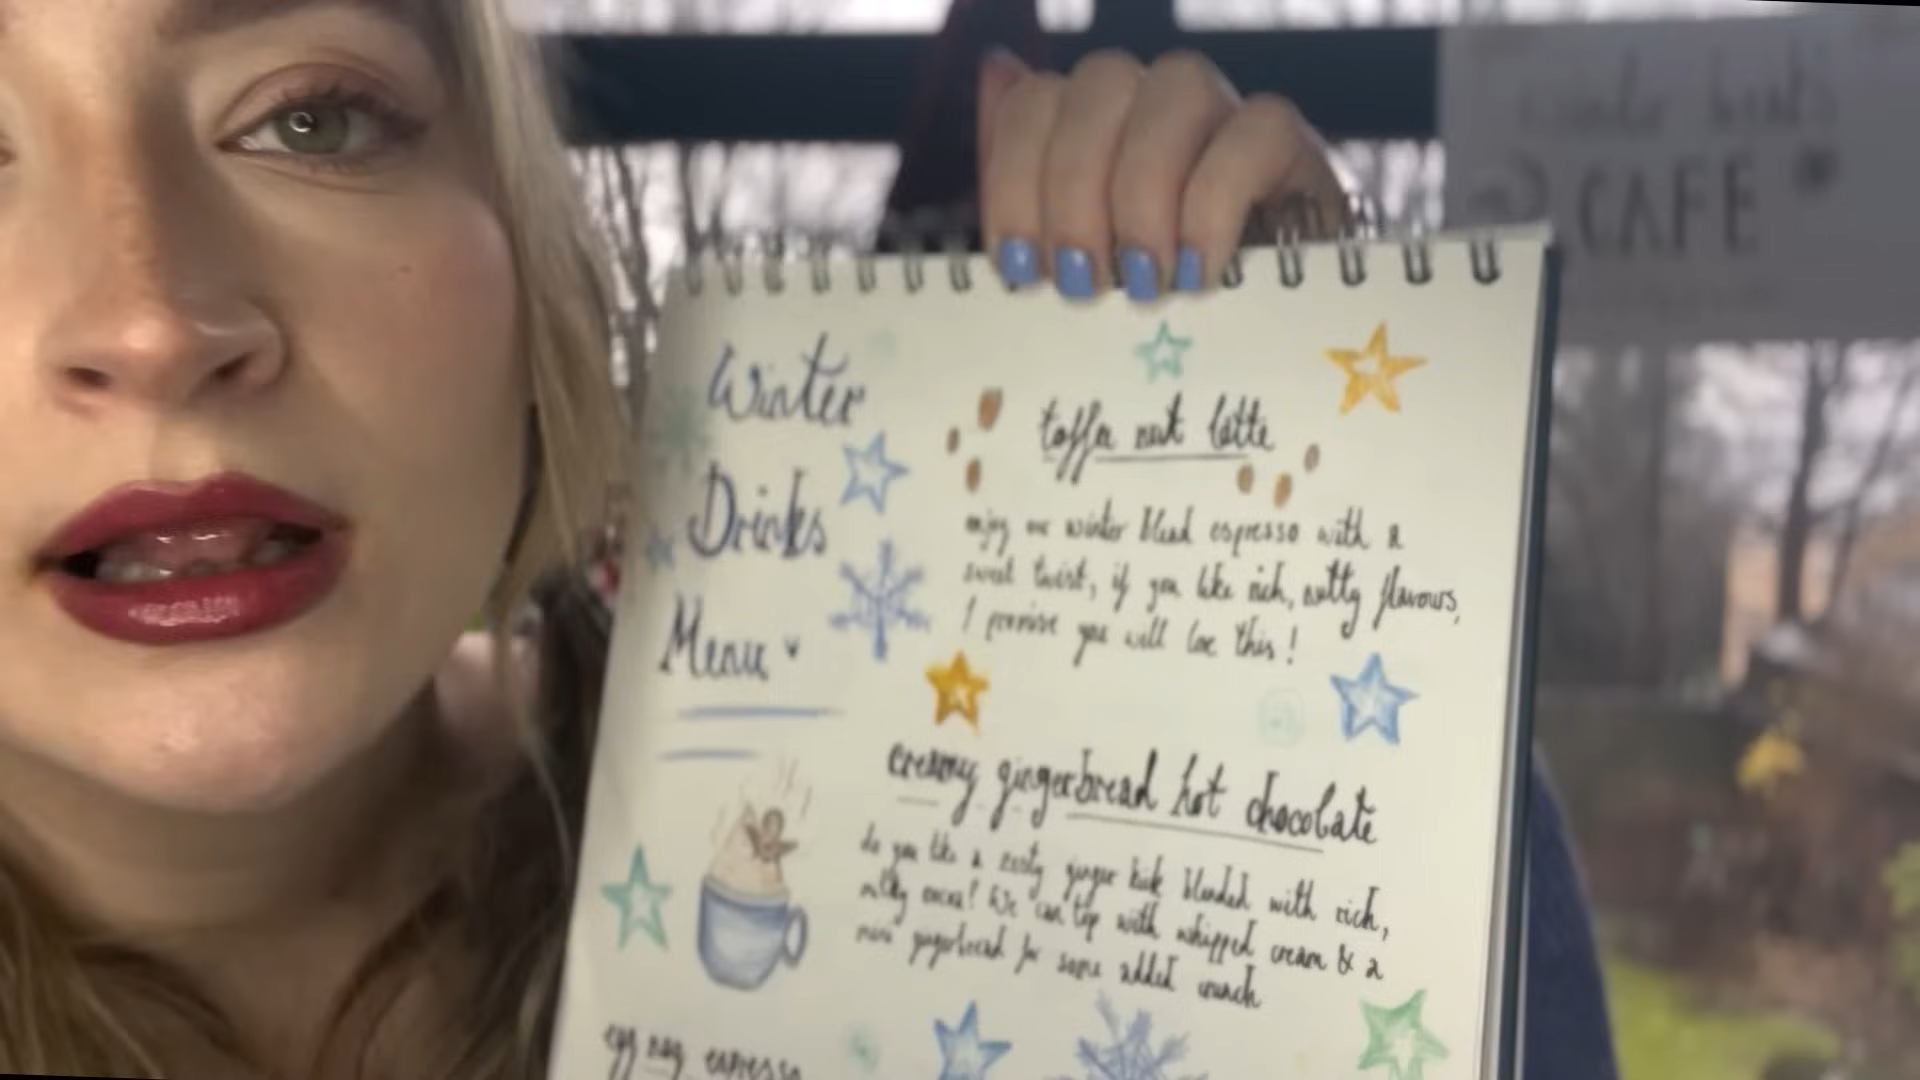 CAFE
Winter
Drinks
Menu
toffee nut latte
enjoy our winter blend espresso with a
sweet twist, if you like rich, nutty flavours,
I promise you will love this!
creamy gingerbread hot chocolate
do you like a zesty ginger kick blended with rich,
milky cocoa? We can top with whipped cream & a
mini gingerbread for some added crunch
egg nog espresso